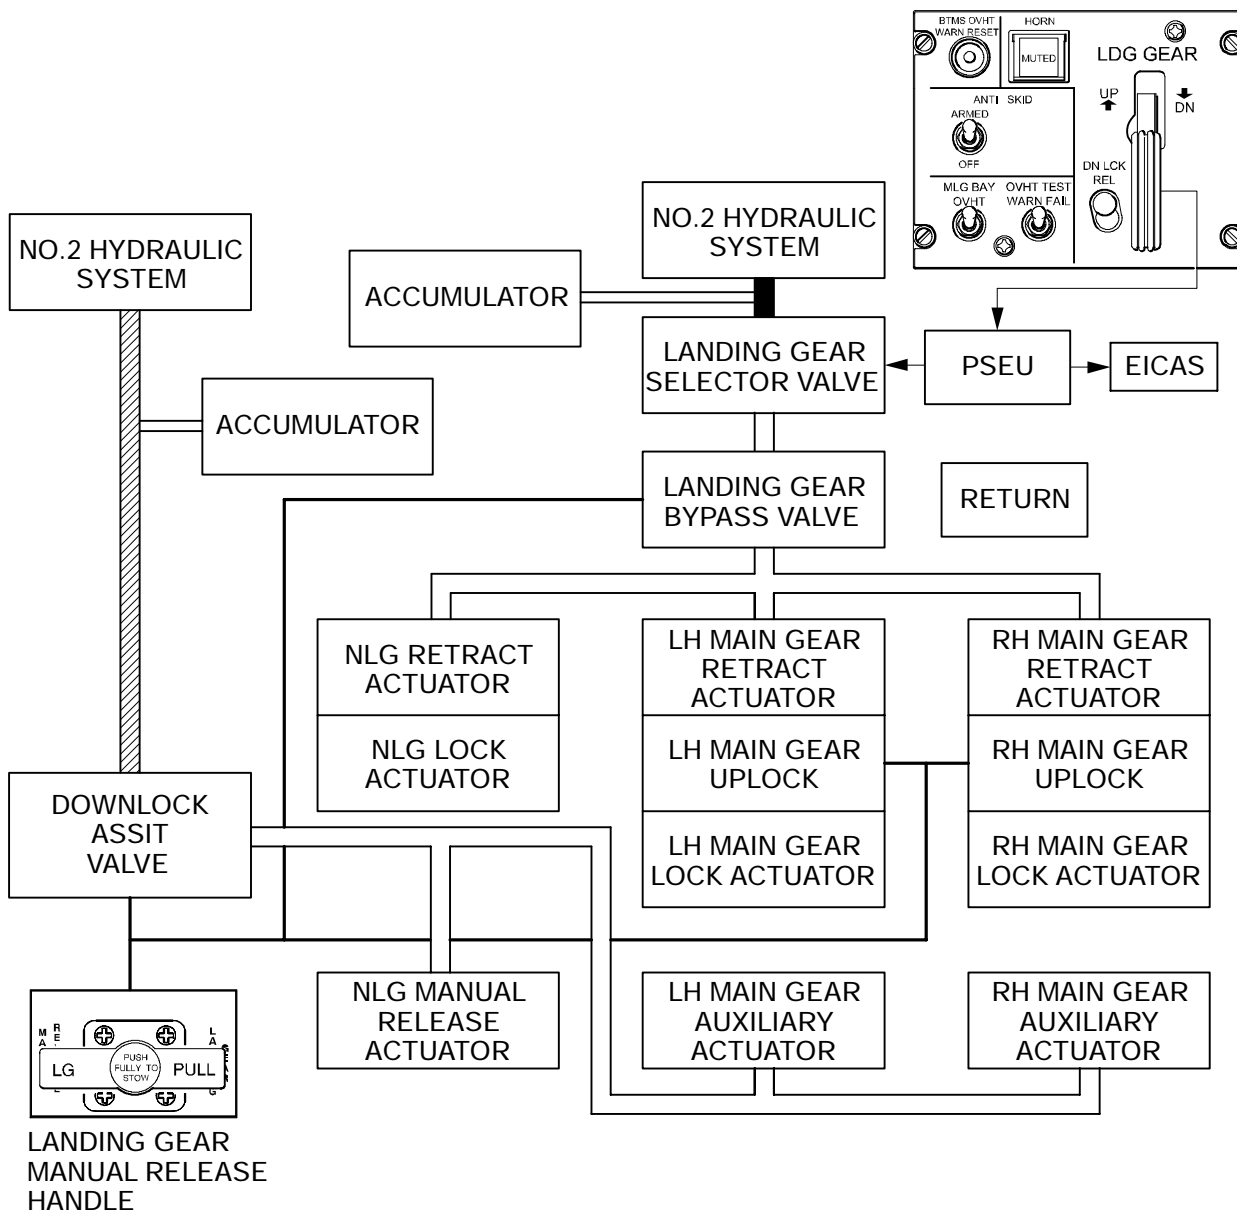 BTMS OVHT
WARN RESET
HORN
MUTED
LDG GEAR
UP
DN
ANTI SKID
ARMED
OFF
DN LCK
REL
MLG BAY
OVHT
OVHT TEST
WARN FAIL
NO.2 HYDRAULIC
SYSTEM
NO.2 HYDRAULIC
SYSTEM
ACCUMULATOR
LANDING GEAR
SELECTOR VALVE
PSEU
EICAS
ACCUMULATOR
LANDING GEAR
BYPASS VALVE
RETURN
NLG RETRACT
ACTUATOR
LH MAIN GEAR
RETRACT
ACTUATOR
RH MAIN GEAR
RETRACT
ACTUATOR
NLG LOCK
ACTUATOR
LH MAIN GEAR
UPLOCK
RH MAIN GEAR
UPLOCK
DOWNLOCK
ASSIT
VALVE
LH MAIN GEAR
LOCK ACTUATOR
RH MAIN GEAR
LOCK ACTUATOR
NLG MANUAL
RELEASE
ACTUATOR
LH MAIN GEAR
AUXILIARY
ACTUATOR
RH MAIN GEAR
AUXILIARY
ACTUATOR
LG
PUSH
FULLY TO
STOW
PULL
LANDING GEAR
MANUAL RELEASE
HANDLE